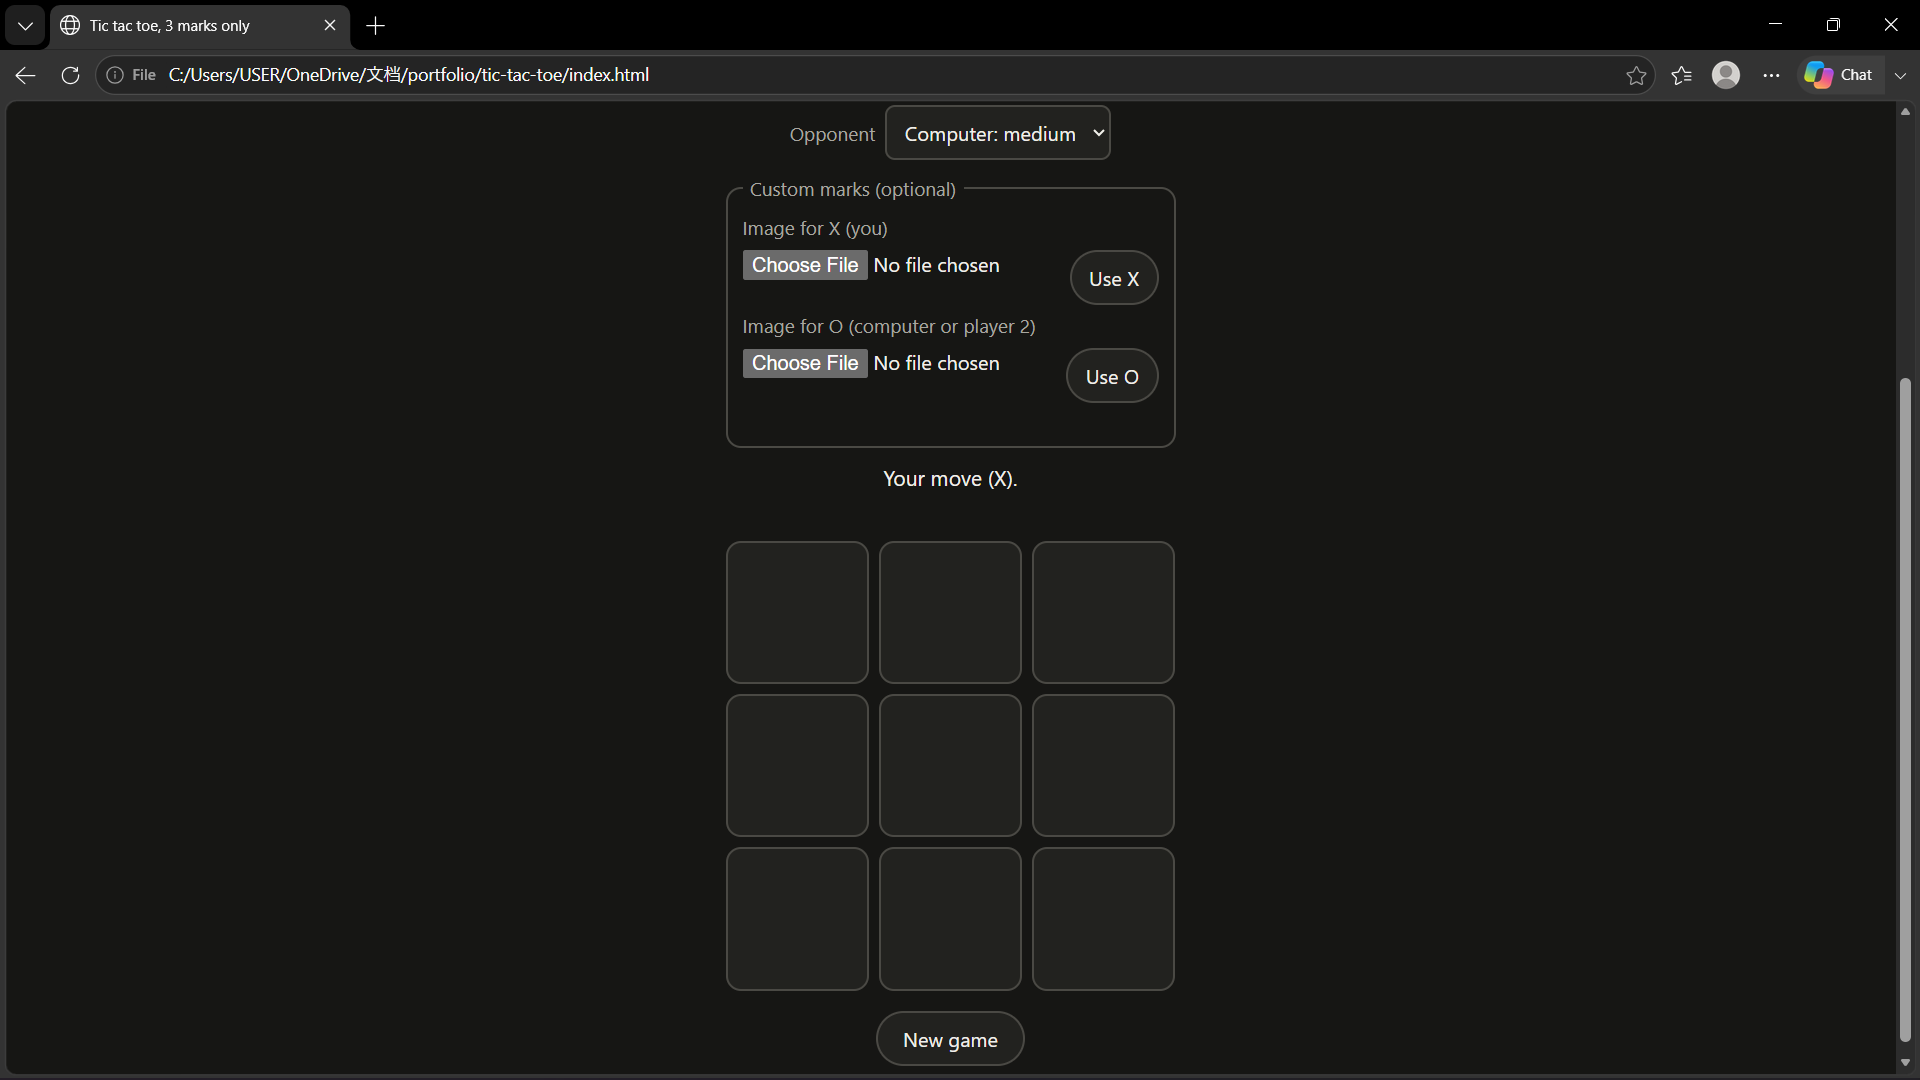 Tic tac toe, 3 marks only
File C:/Users/USER/OneDrive/文档/portfolio/tic-tac-toe/index.html
Chat
Opponent Computer: medium
Custom marks (optional)
Image for X (you)
Choose File No file chosen
Use X
Image for O (computer or player 2)
Choose File No file chosen
Use O
Your move (X).
New game